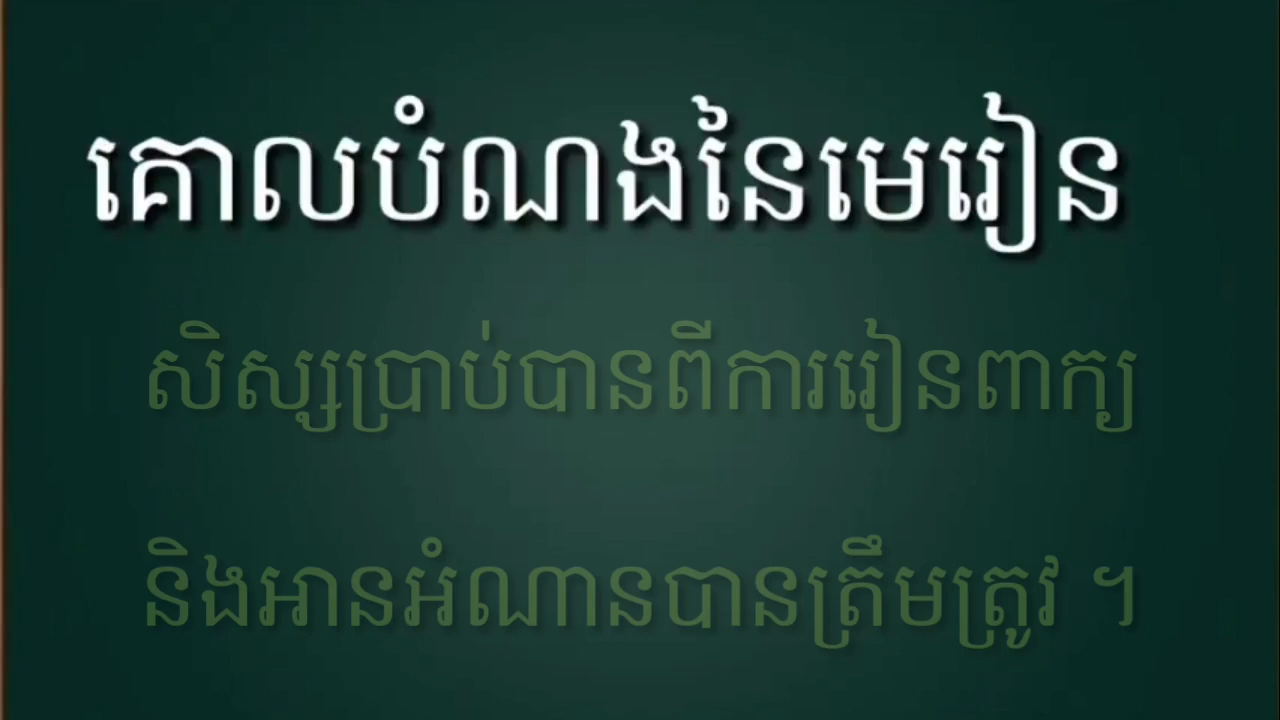 គោលបំណងនៃមេរៀន
សិស្សប្រាប់បានពីការរៀនពាក្យ
និងអានអំណានបានត្រឹមត្រូវ ។